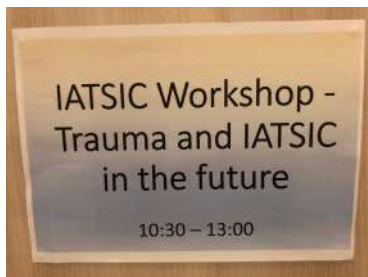 IATSIC Workshop -
Trauma and IATSIC
in the future
10:30 – 13:00